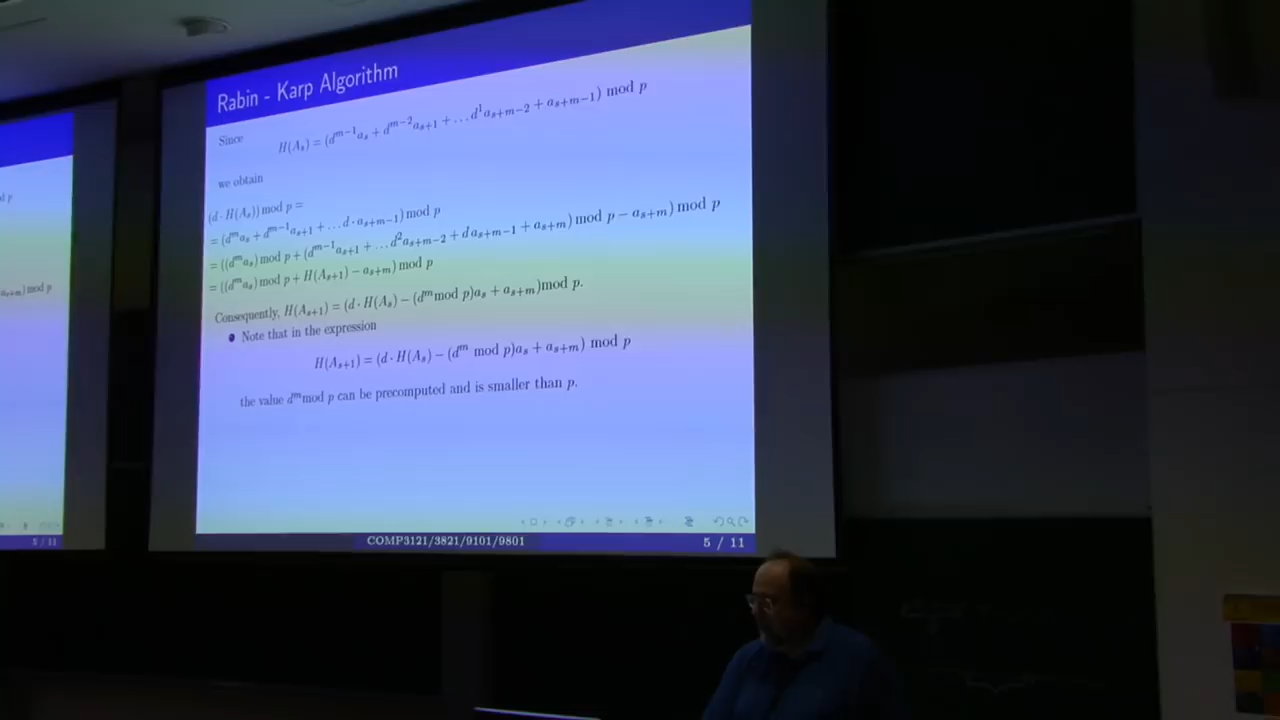 Rabin - Karp Algorithm
Since
H(A_s) = (d^{m-1}a_s + d^{m-2}a_{s+1} + ... d^1 a_{s+m-2} + a_{s+m-1}) mod p
we obtain
(d · H(A_s)) mod p =
= (d^m a_s + d^{m-1}a_{s+1} + ... d · a_{s+m-1}) mod p
= ((d^m a_s) mod p + (d^{m-1}a_{s+1} + ... d^2 a_{s+m-2} + d a_{s+m-1} + a_{s+m}) mod p - a_{s+m}) mod p
= ((d^m a_s) mod p + H(A_{s+1}) - a_{s+m}) mod p
Consequently, H(A_{s+1}) = (d · H(A_s) - (d^m mod p)a_s + a_{s+m}) mod p.
Note that in the expression
H(A_{s+1}) = (d · H(A_s) - (d^m mod p)a_s + a_{s+m}) mod p
the value d^m mod p can be precomputed and is smaller than p.
COMP3121/3821/9101/9801
5 / 11
a_{s+m}) mod p
5 / 11